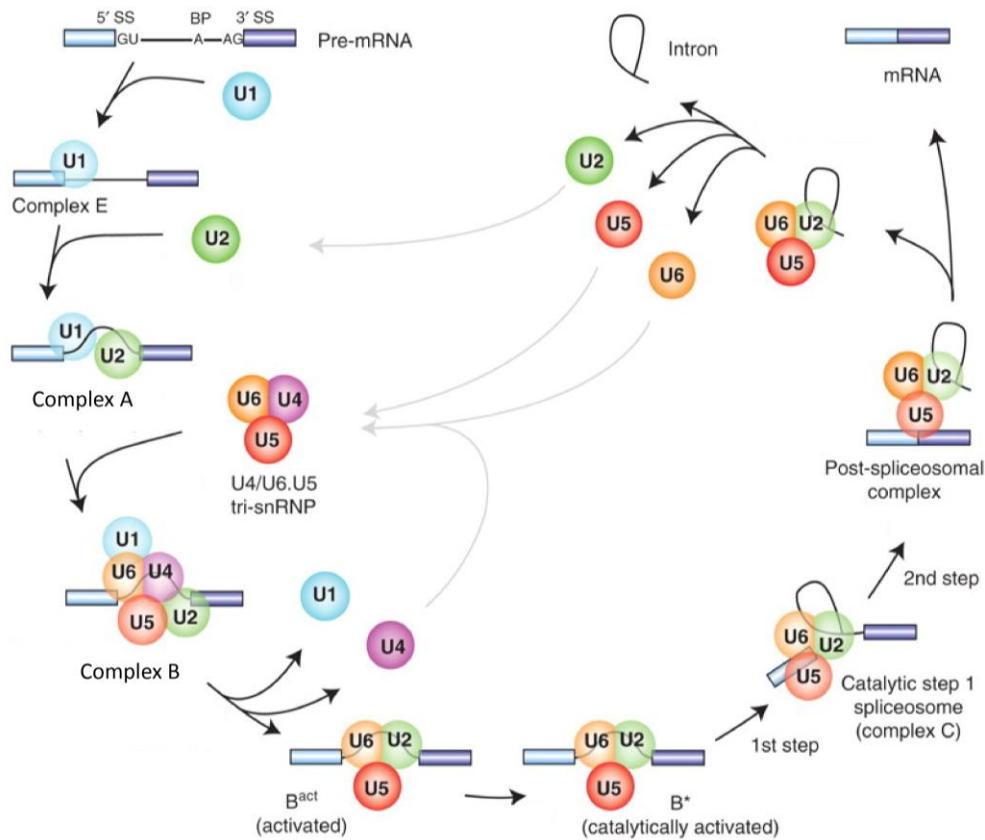 5′ SS BP 3′ SS
GU A AG
Pre-mRNA
U1
U1
Complex E
U2
U1
U2
Complex A
U6 U4
U5
U4/U6.U5
tri-snRNP
U1
U6 U4
U5 U2
Complex B
U1
U4
U6 U2
U5
Bact
(activated)
U6 U2
U5
B*
(catalytically activated)
1st step
U6 U2
U5
Catalytic step 1
spliceosome
(complex C)
2nd step
U6 U2
U5
Post-spliceosomal
complex
mRNA
U6 U2
U5
Intron
U2
U5
U6